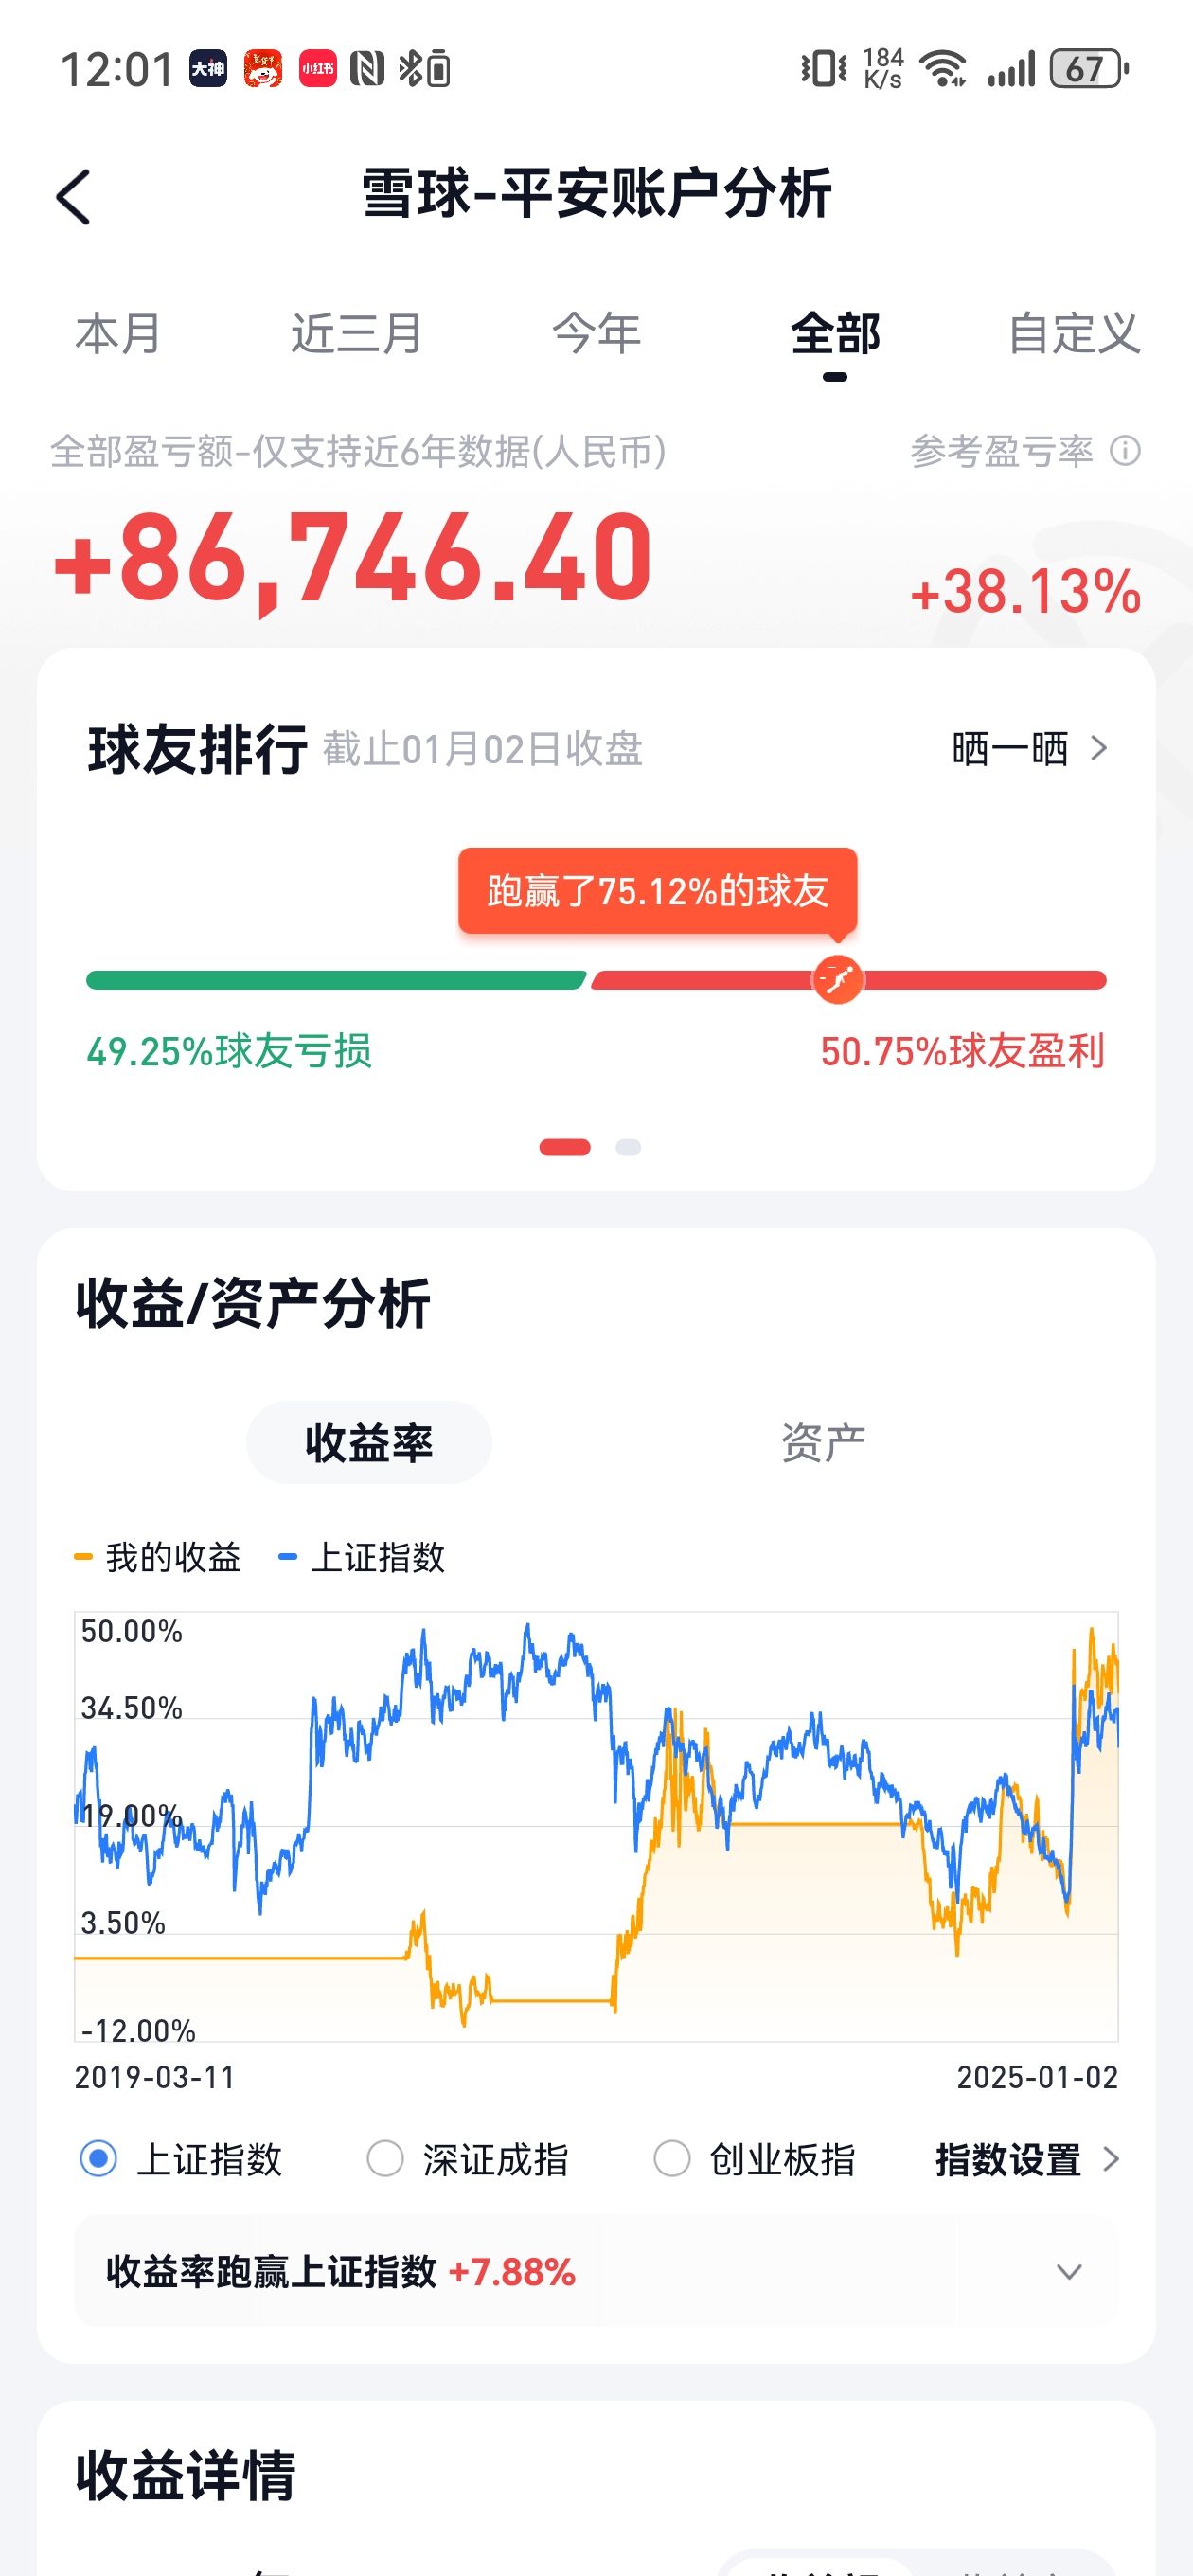 12:01 大神 年货节 小红书 184 K/s 67
雪球-平安账户分析
本月 近三月 今年 全部 自定义
全部盈亏额-仅支持近6年数据(人民币) 参考盈亏率
+86,746.40 +38.13%
球友排行 截止01月02日收盘 晒一晒
跑赢了75.12%的球友
49.25%球友亏损 50.75%球友盈利
收益/资产分析
收益率 资产
我的收益 上证指数
50.00%
34.50%
19.00%
3.50%
-12.00%
2019-03-11 2025-01-02
上证指数 深证成指 创业板指 指数设置
收益率跑赢上证指数 +7.88%
收益详情